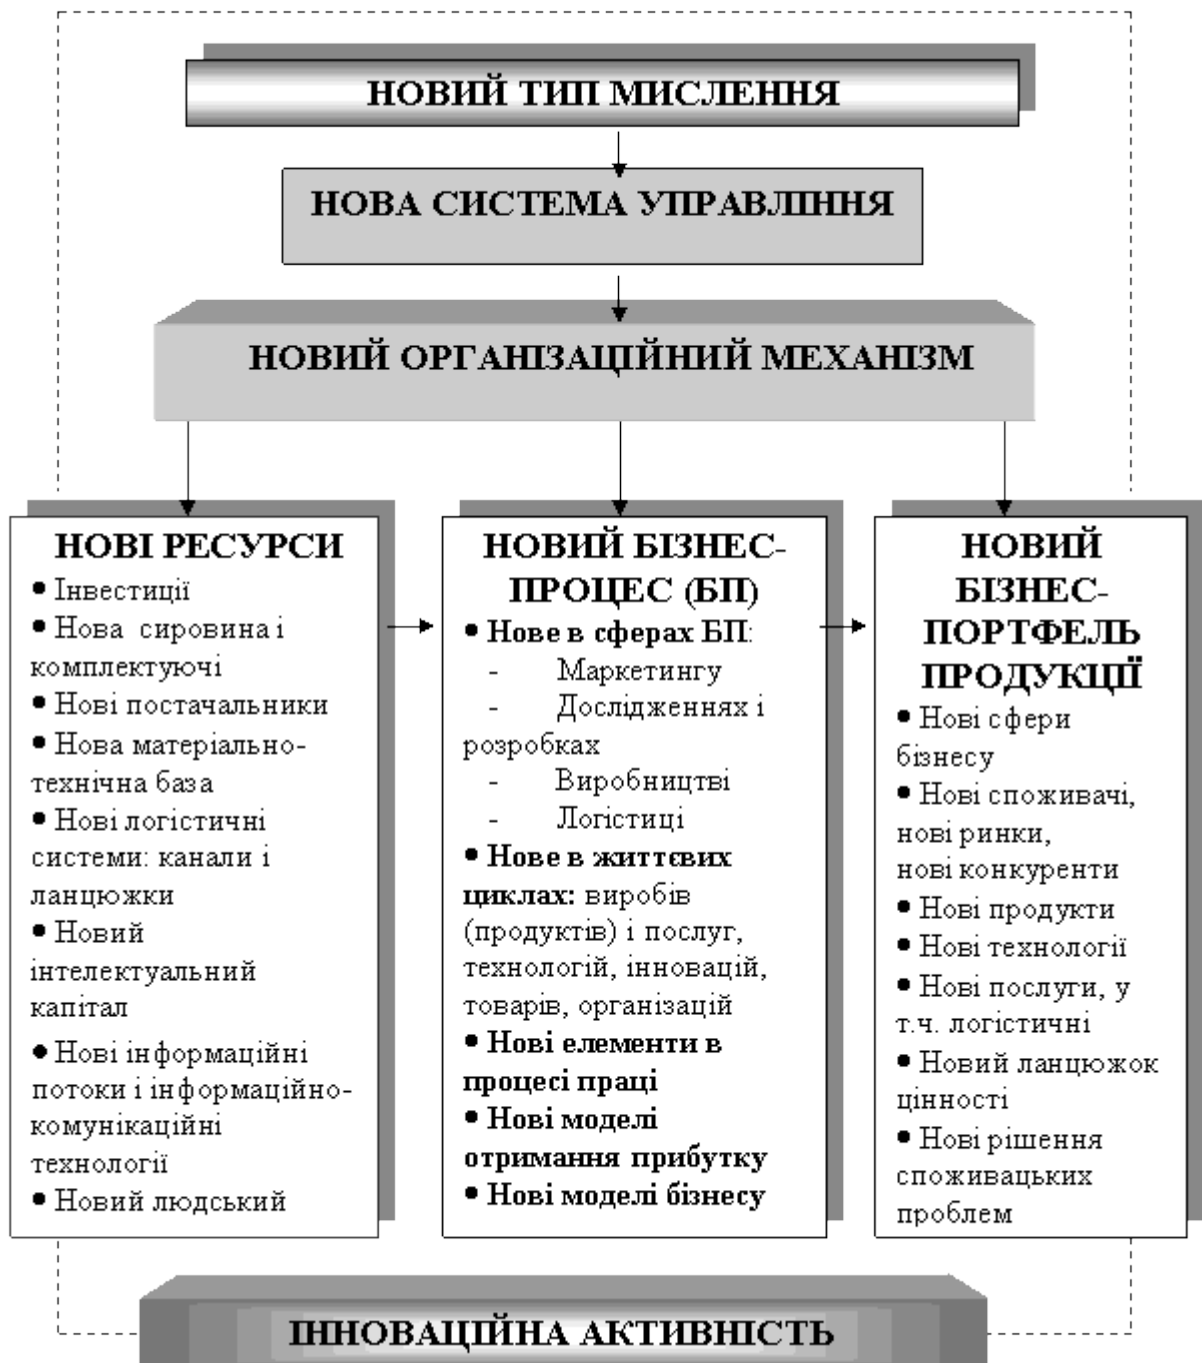 НОВИЙ ТИП МИСЛЕННЯ
НОВА СИСТЕМА УПРАВЛІННЯ
НОВИЙ ОРГАНІЗАЦІЙНИЙ МЕХАНІЗМ
НОВІ РЕСУРСИ
● Інвестиції
● Нова сировина і
комплектуючі
● Нові постачальники
● Нова матеріально-
технічна база
● Нові логістичні
системи: канали і
ланцюжки
● Новий
інтелектуальний
капітал
● Нові інформаційні
потоки і інформаційно-
комунікаційні
технології
● Новий людський
НОВИЙ БІЗНЕС-
ПРОЦЕС (БП)
● Нове в сферах БП:
- Маркетингу
- Дослідженнях і
розробках
- Виробництві
- Логістиці
● Нове в життєвих
циклах: виробів
(продуктів) і послуг,
технологій, інновацій,
товарів, організацій
● Нові елементи в
процесі праці
● Нові моделі
отримання прибутку
● Нові моделі бізнесу
НОВИЙ
БІЗНЕС-
ПОРТФЕЛЬ
ПРОДУКЦІЇ
● Нові сфери
бізнесу
● Нові споживачі,
нові ринки,
нові конкуренти
● Нові продукти
● Нові технології
● Нові послуги, у
т.ч. логістичні
● Новий ланцюжок
цінності
● Нові рішення
споживацьких
проблем
ІННОВАЦІЙНА АКТИВНІСТЬ